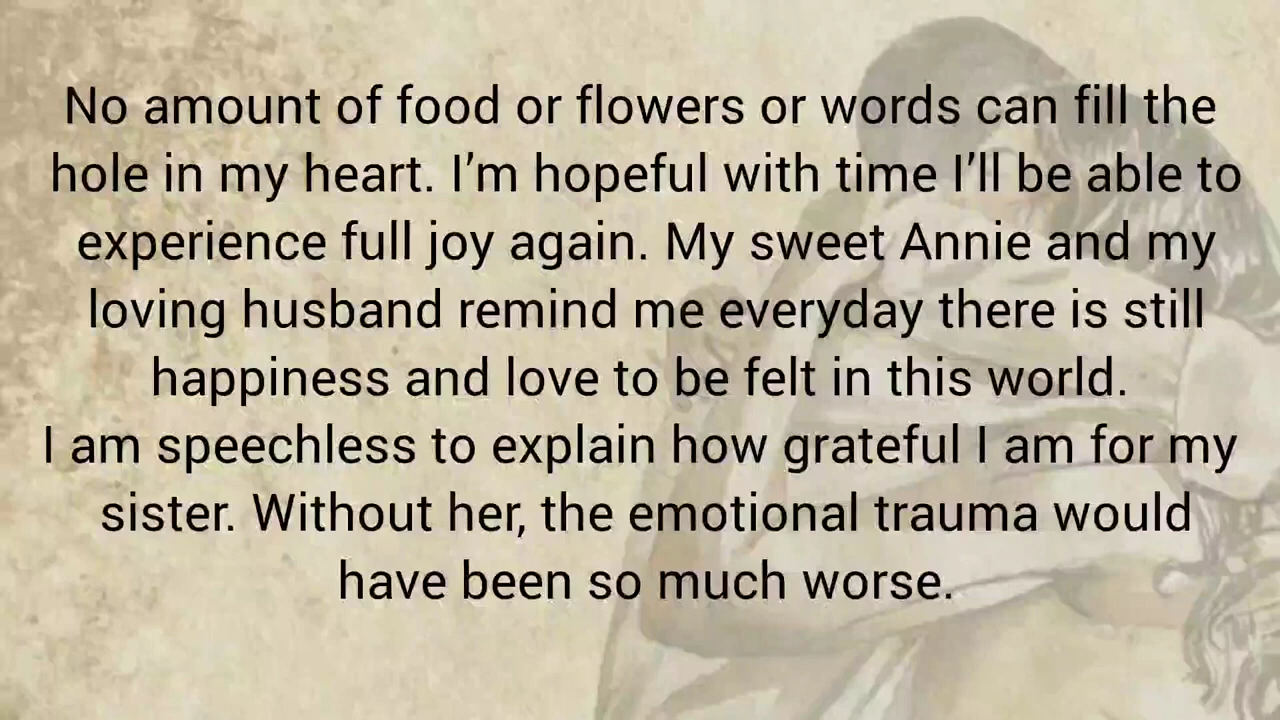 No amount of food or flowers or words can fill the
hole in my heart. I’m hopeful with time I’ll be able to
experience full joy again. My sweet Annie and my
loving husband remind me everyday there is still
happiness and love to be felt in this world.
I am speechless to explain how grateful I am for my
sister. Without her, the emotional trauma would
have been so much worse.